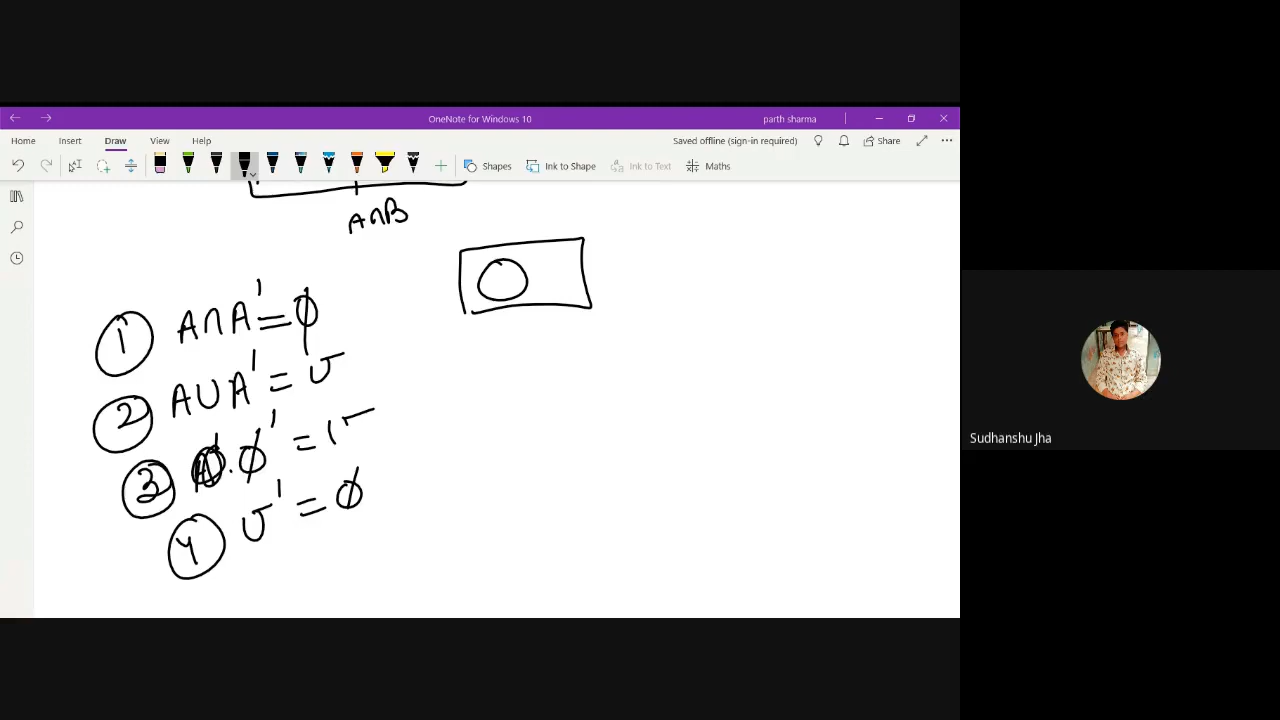 OneNote for Windows 10
parth sharma
Home Insert Draw View Help
Saved offline (sign-in required)
Share
Shapes Ink to Shape Ink to Text Maths
A∩B
① A∩A' = ϕ
② A∪A' = U
③ ϕ' = U
④ U' = ϕ
Sudhanshu Jha